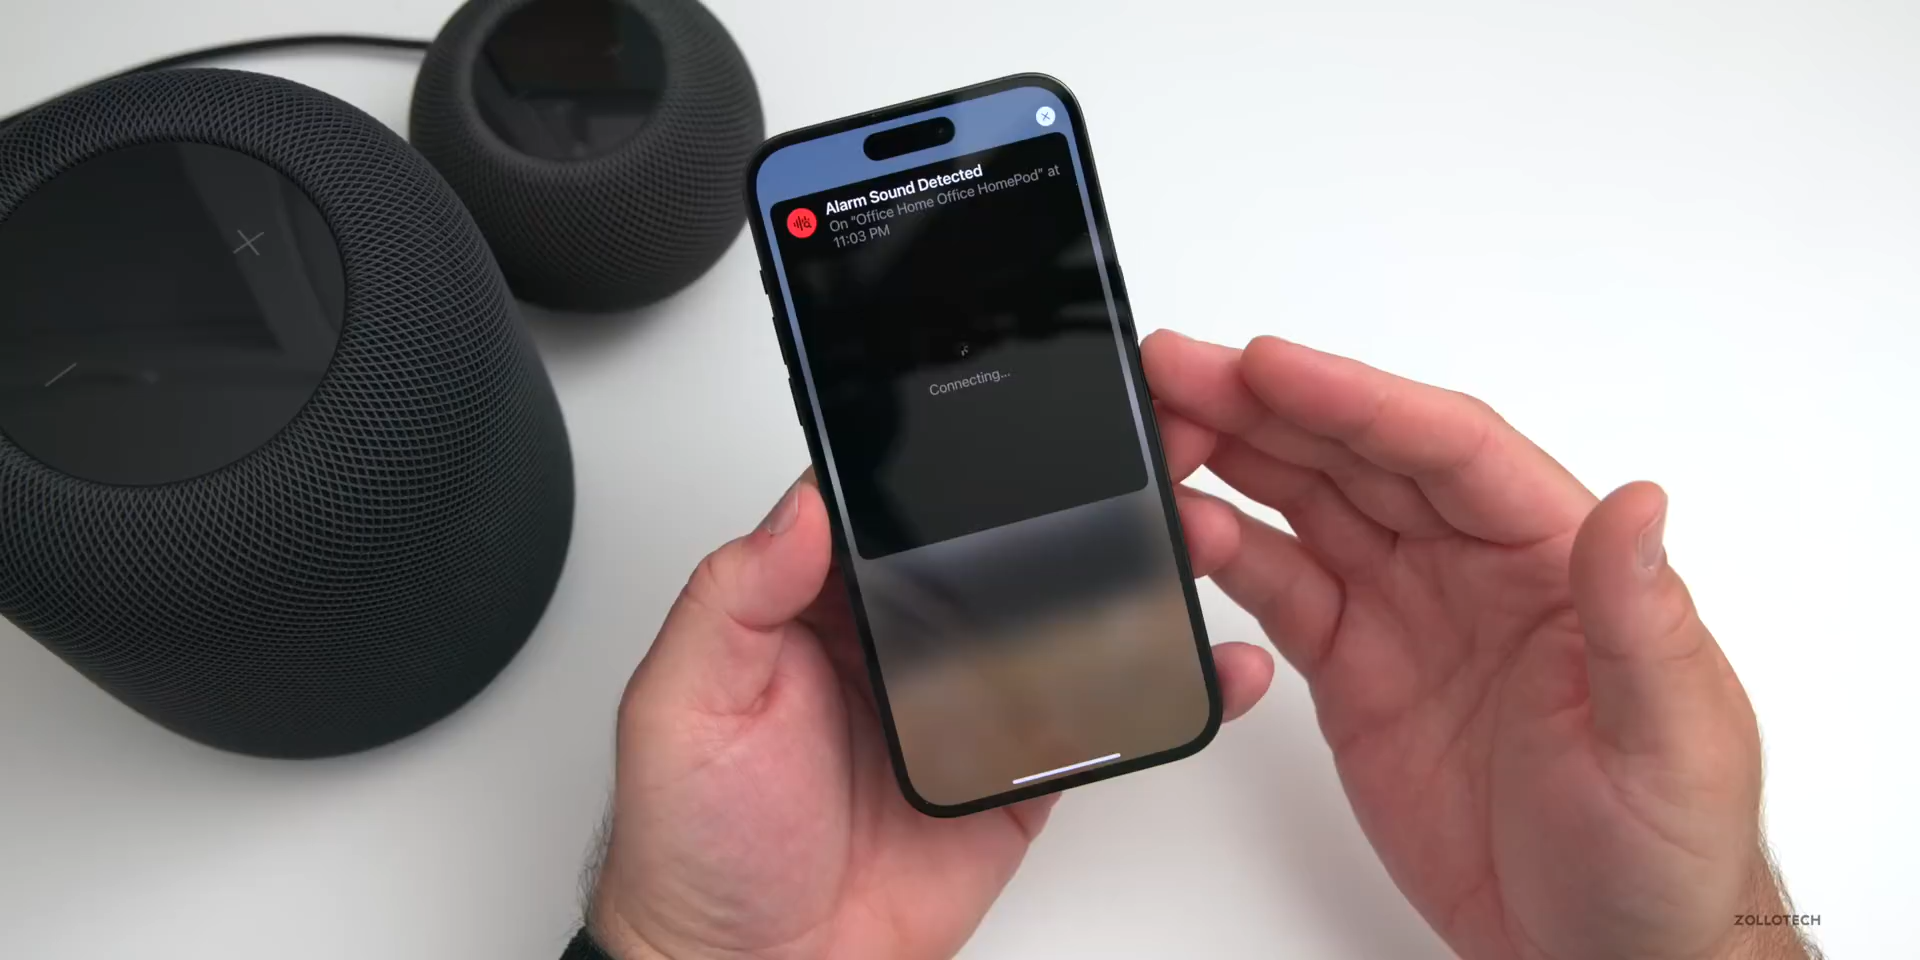 Alarm Sound Detected
On "Office Home Office HomePod" at
11:03 PM
Connecting...
ZOLLOTECH